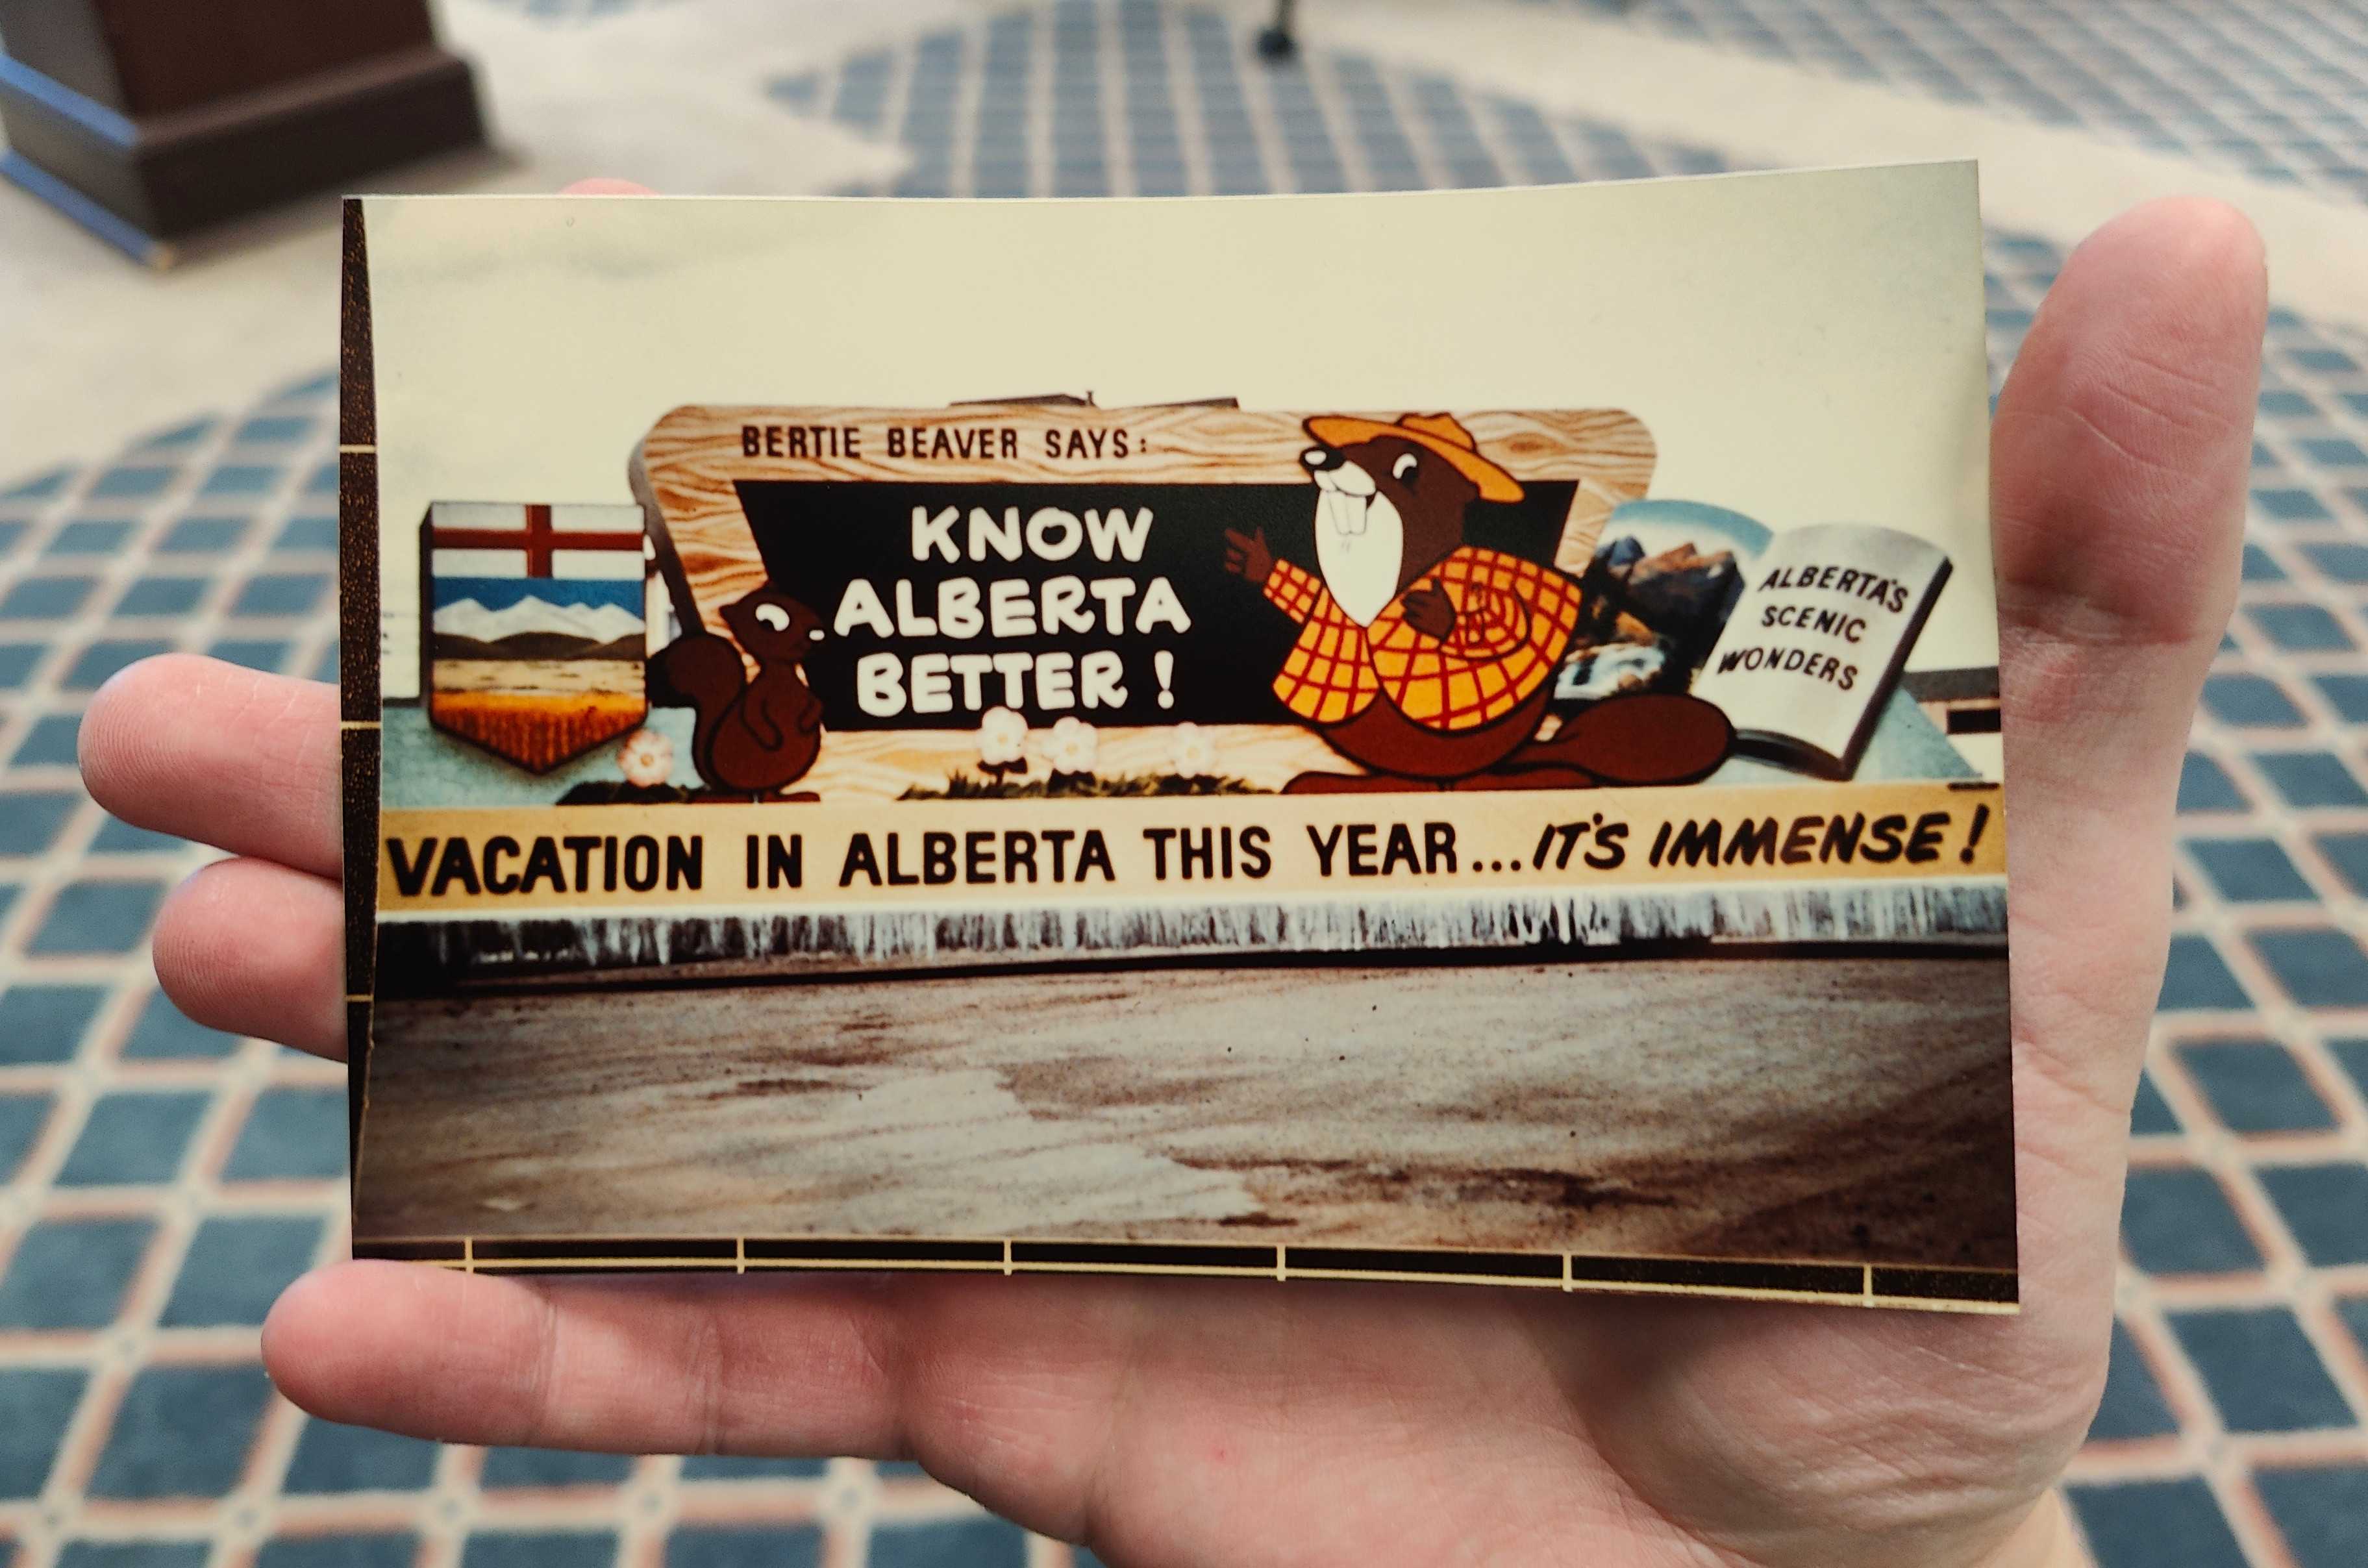 BERTIE BEAVER SAYS:
KNOW
ALBERTA
BETTER!
ALBERTA'S
SCENIC
WONDERS
VACATION IN ALBERTA THIS YEAR...IT'S IMMENSE!